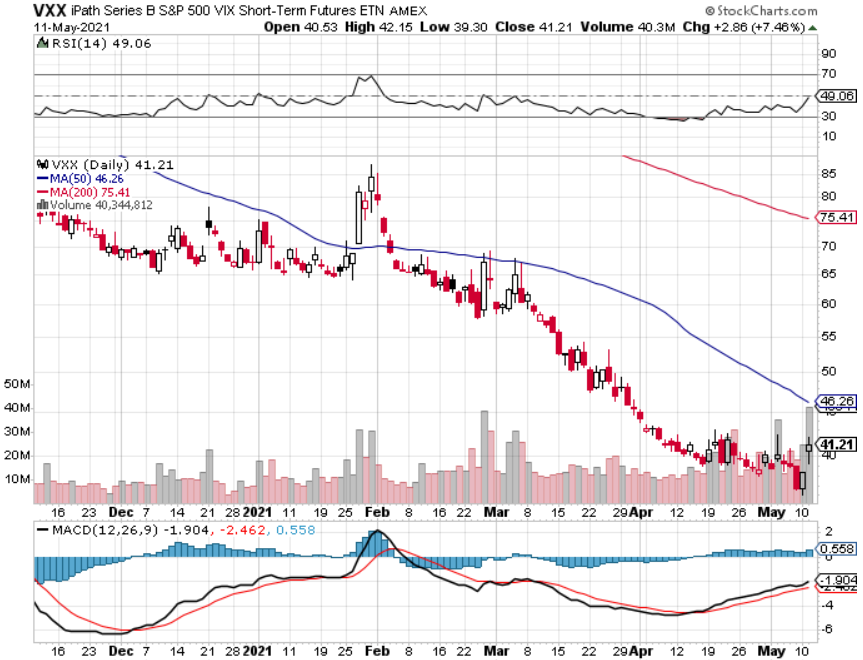 VXX iPath Series B S&P 500 VIX Short-Term Futures ETN AMEX
© StockCharts.com
11-May-2021
Open 40.53 High 42.15 Low 39.30 Close 41.21 Volume 40.3M Chg +2.86 (+7.46%)
RSI(14) 49.06
90
70
49.06
30
10
VXX (Daily) 41.21
MA(50) 46.26
MA(200) 75.41
Volume 40,344,812
85
80
75.41
70
65
60
55
50
46.26
41.21
40
50M
40M
30M
20M
10M
16 23 Dec 7 14 21 28 2021 11 19 25 Feb 8 16 22 Mar 8 15 22 29 Apr 12 19 26 May 10
MACD(12,26,9) -1.904, -2.462, 0.558
2
0.558
0
-1.904
-4
-6
16 23 Dec 7 14 21 28 2021 11 19 25 Feb 8 16 22 Mar 8 15 22 29 Apr 12 19 26 May 10